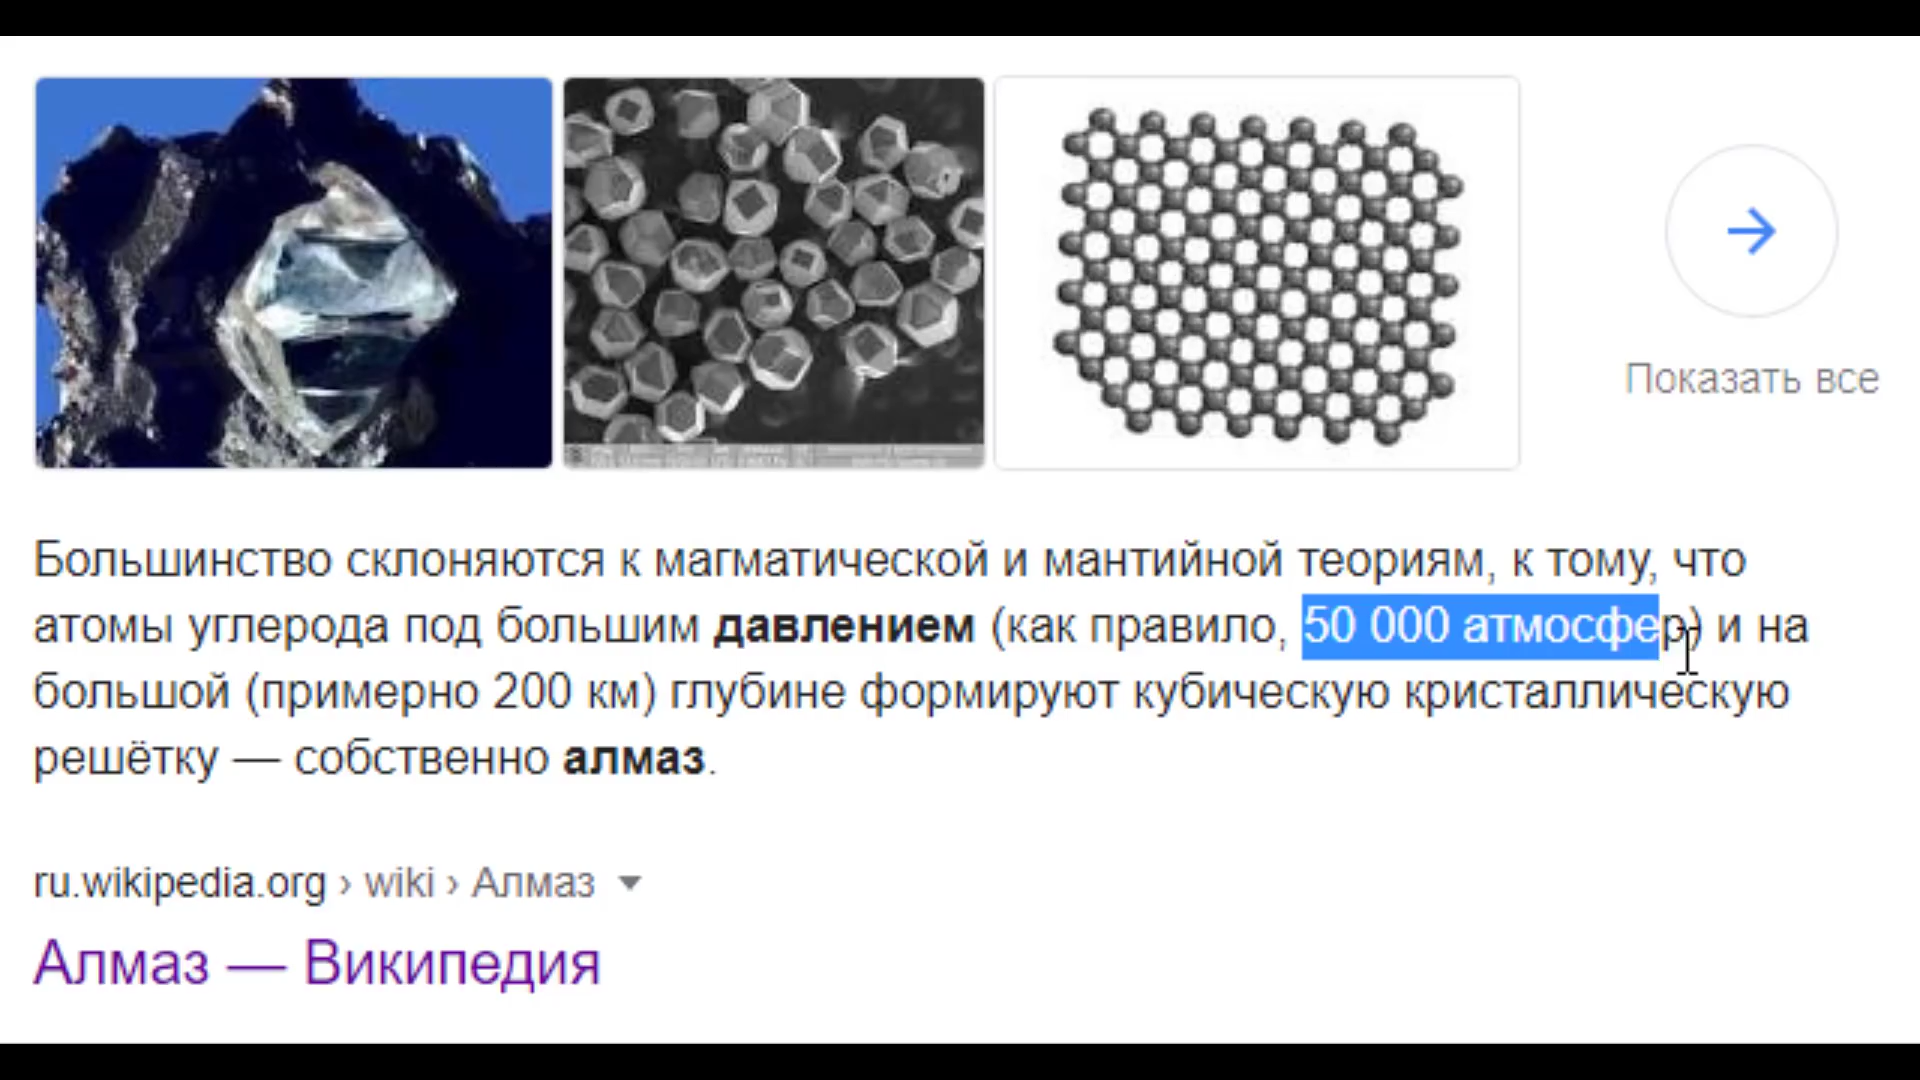 Показать все
Большинство склоняются к магматической и мантийной теориям, к тому, что
атомы углерода под большим давлением (как правило, 50 000 атмосфер) и на
большой (примерно 200 км) глубине формируют кубическую кристаллическую
решётку — собственно алмаз.
ru.wikipedia.org › wiki › Алмаз
Алмаз — Википедия